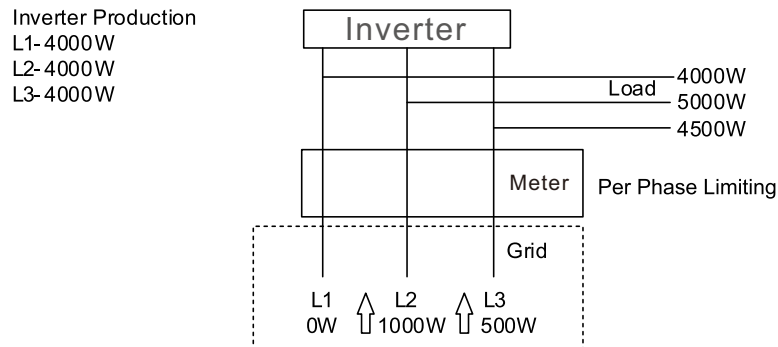 Inverter Production
L1-4000W
L2-4000W
L3-4000W
Inverter
4000W
Load
5000W
4500W
Meter
Per Phase Limiting
Grid
L1 L2 L3
0W 1000W 500W